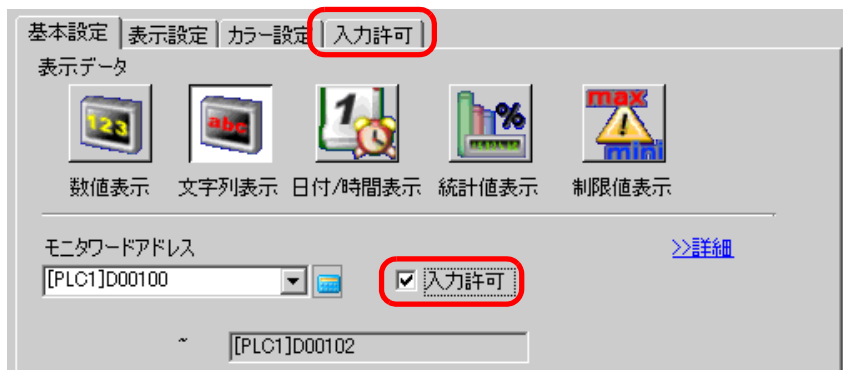 基本設定 表示設定 カラー設定 入力許可
表示データ
123 abc 1 % max mini
数値表示 文字列表示 日付/時間表示 統計値表示 制限値表示
モニタワードアドレス >>詳細
[PLC1]D00100 入力許可
~ [PLC1]D00102